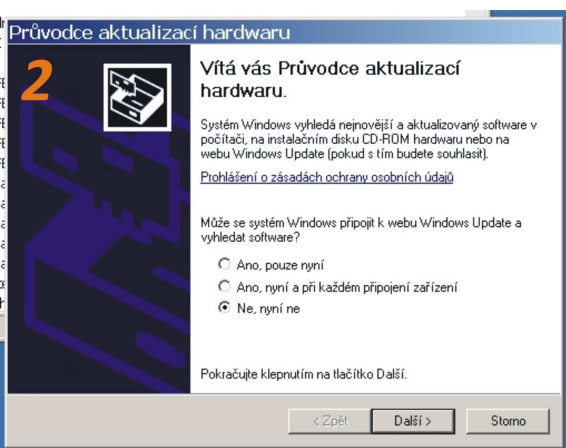 Průvodce aktualizací hardwaru
2
Vítá vás Průvodce aktualizací
hardwaru.
Systém Windows vyhledá nejnovější a aktualizovaný software v
počítači, na instalačním disku CD-ROM hardwaru nebo na
webu Windows Update (pokud s tím budete souhlasit).
Prohlášení o zásadách ochrany osobních údajů
Může se systém Windows připojit k webu Windows Update a
vyhledat software?
Ano, pouze nyní
Ano, nyní a při každém připojení zařízení
Ne, nyní ne
Pokračujte klepnutím na tlačítko Další.
< Zpět
Další >
Storno